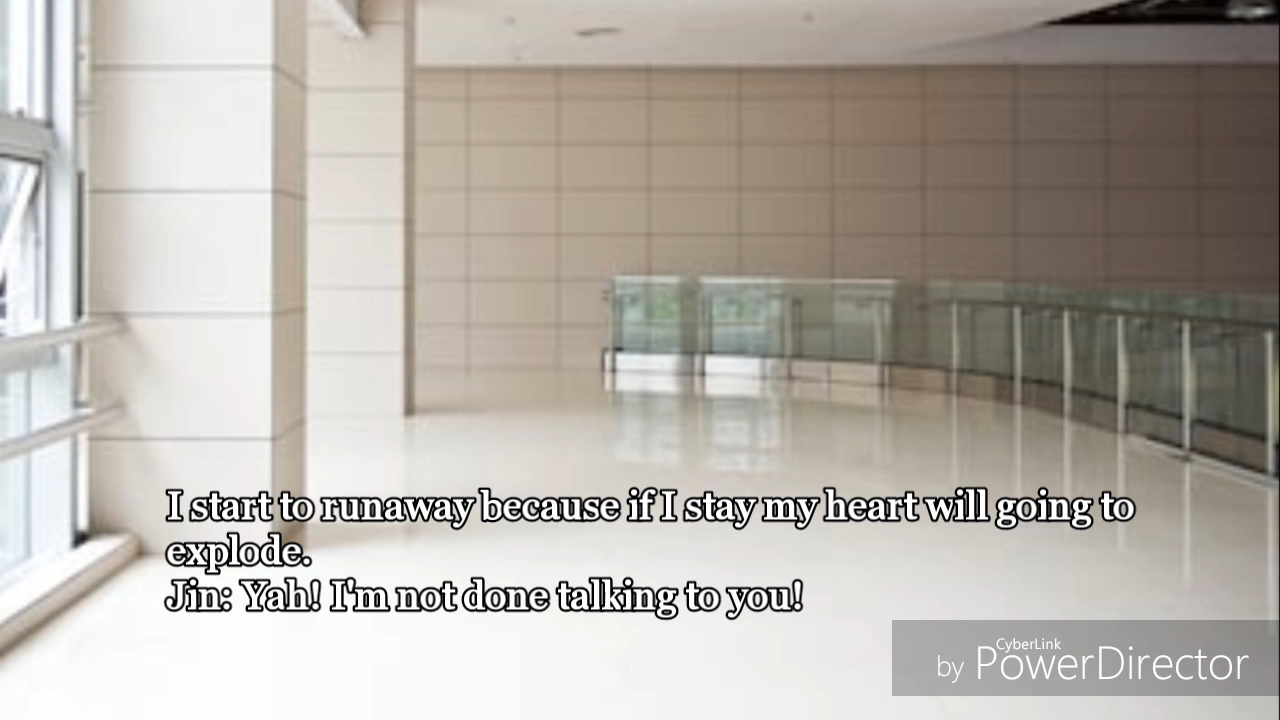 I start to runaway because if I stay my heart will going to
explode.
Jin: Yah! I'm not done talking to you!
CyberLink
by PowerDirector